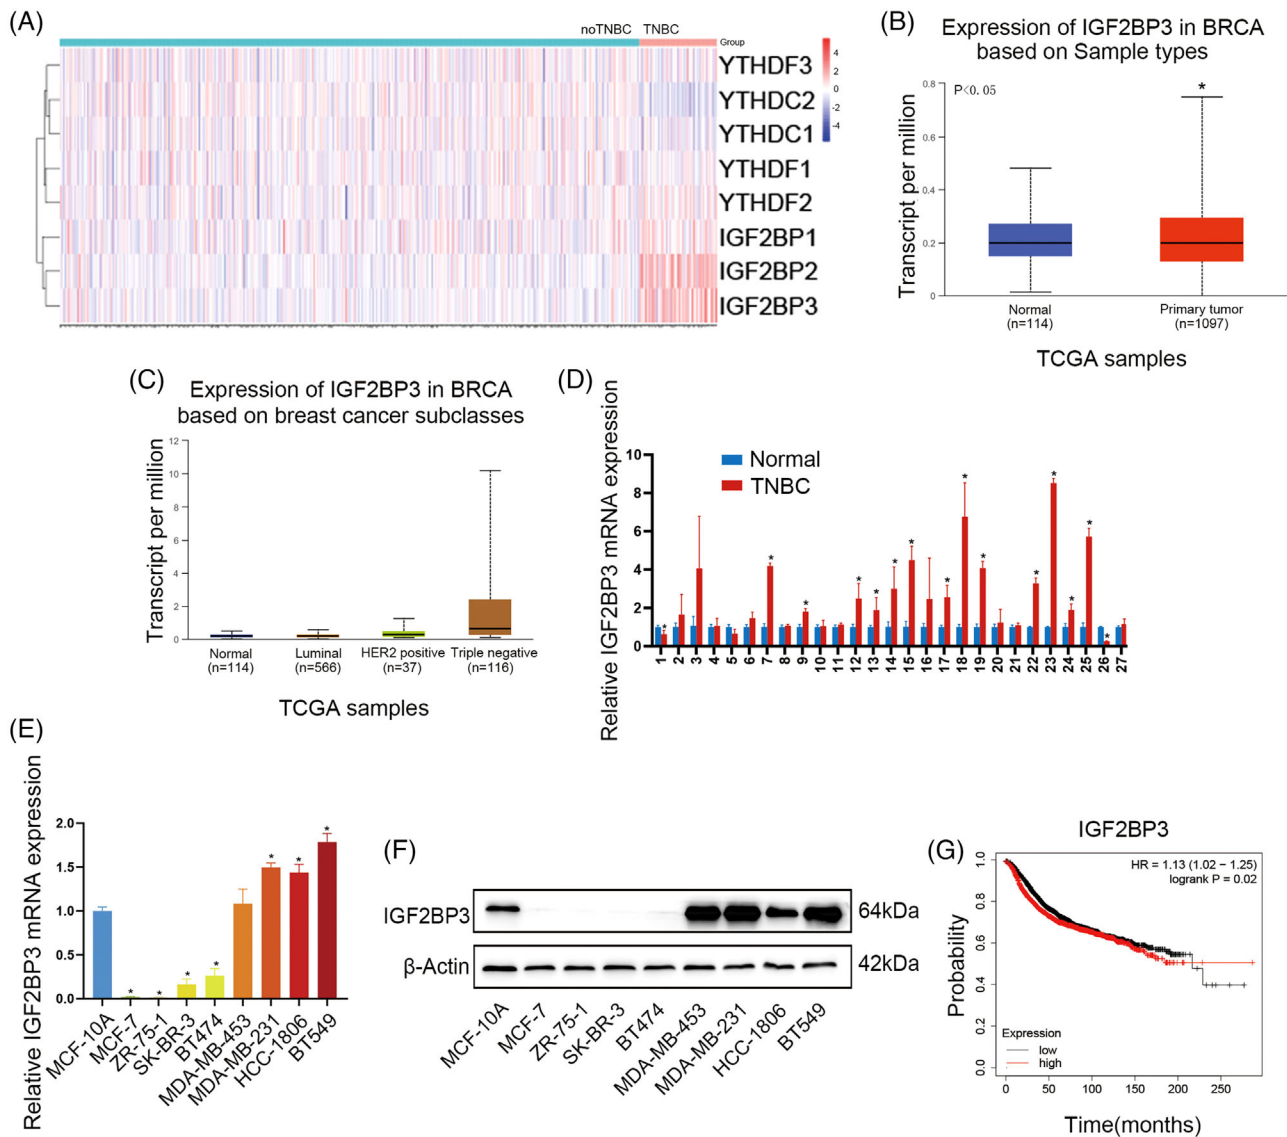 (A)
noTNBC TNBC
Group
YTHDF3
YTHDC2
YTHDC1
YTHDF1
YTHDF2
IGF2BP1
IGF2BP2
IGF2BP3
4
2
0
-2
-4
(B)
Expression of IGF2BP3 in BRCA
based on Sample types
P<0.05
*
Transcript per million
0.8
0.6
0.4
0.2
0
Normal
(n=114)
Primary tumor
(n=1097)
TCGA samples
(C)
Expression of IGF2BP3 in BRCA
based on breast cancer subclasses
Transcript per million
12
10
8
6
4
2
0
Normal
(n=114)
Luminal
(n=566)
HER2 positive
(n=37)
Triple negative
(n=116)
TCGA samples
(D)
Relative IGF2BP3 mRNA expression
10
8
6
4
2
0
Normal
TNBC
* * * * * * * * * * * * * * *
1 2 3 4 5 6 7 8 9 10 11 12 13 14 15 16 17 18 19 20 21 22 23 24 25 26 27
(E)
Relative IGF2BP3 mRNA expression
2.0
1.5
1.0
0.5
0.0
* * * * * * *
MCF-10A
MCF-7
ZR-75-1
SK-BR-3
BT474
MDA-MB-453
MDA-MB-231
HCC-1806
BT549
(F)
IGF2BP3 64kDa
β-Actin 42kDa
MCF-10A
MCF-7
ZR-75-1
SK-BR-3
BT474
MDA-MB-453
MDA-MB-231
HCC-1806
BT549
(G)
IGF2BP3
HR = 1.13 (1.02 − 1.25)
logrank P = 0.02
Probability
1.0
0.8
0.6
0.4
0.2
0.0
Expression
low
high
0 50 100 150 200 250
Time(months)